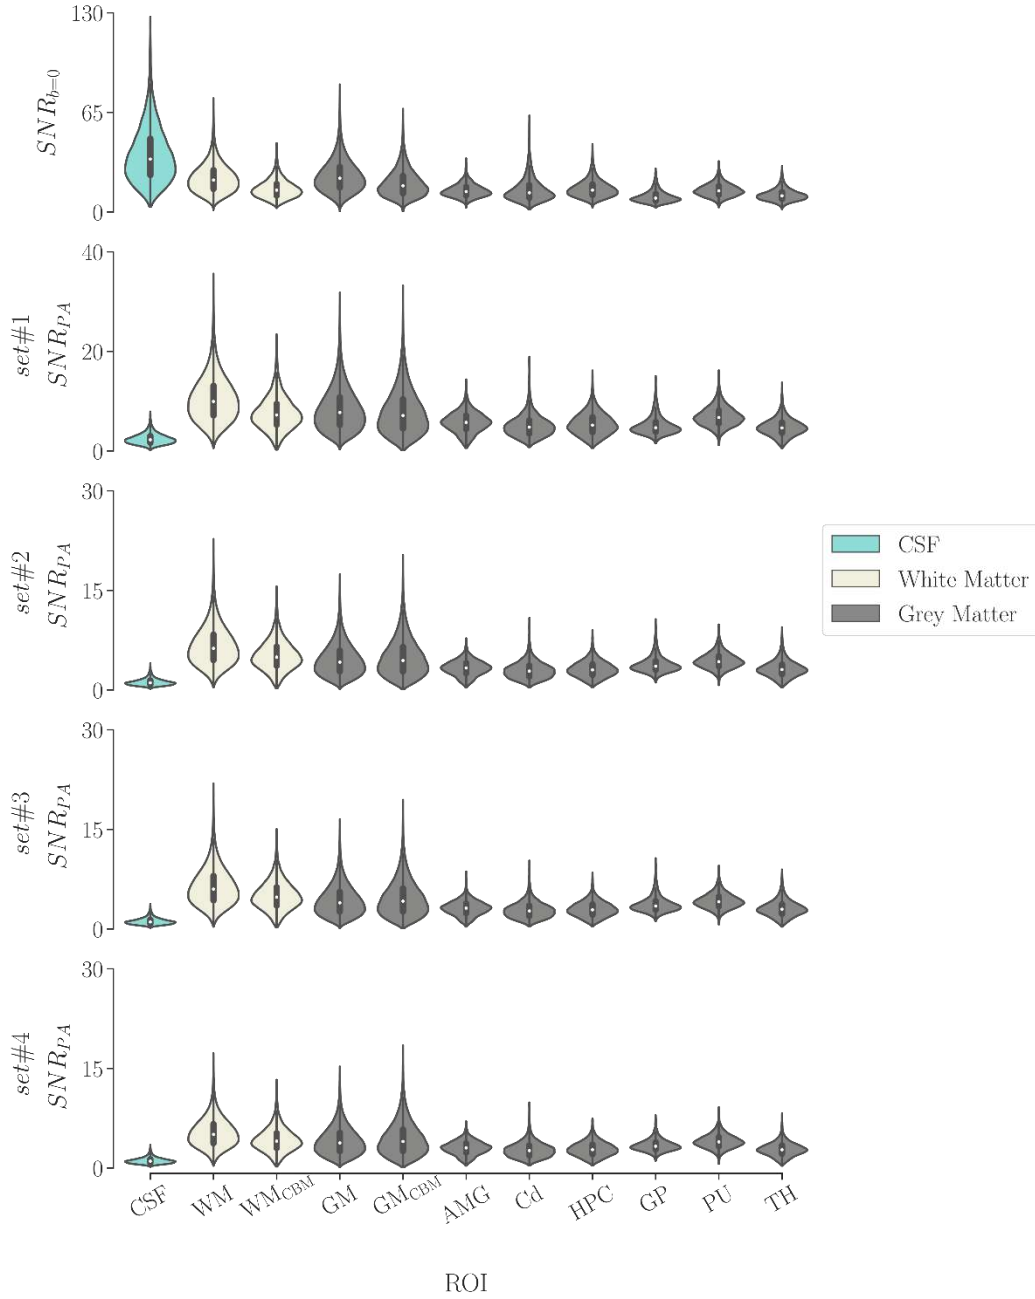 130
SNR_{b=0}
65
0
40
set#1
SNR_{PA}
20
0
30
set#2
SNR_{PA}
15
0
CSF
White Matter
Grey Matter
30
set#3
SNR_{PA}
15
0
30
set#4
SNR_{PA}
15
0
CSF WM WM_{CBM} GM GM_{CBM} AMG Cd HPC GP PU TH
ROI